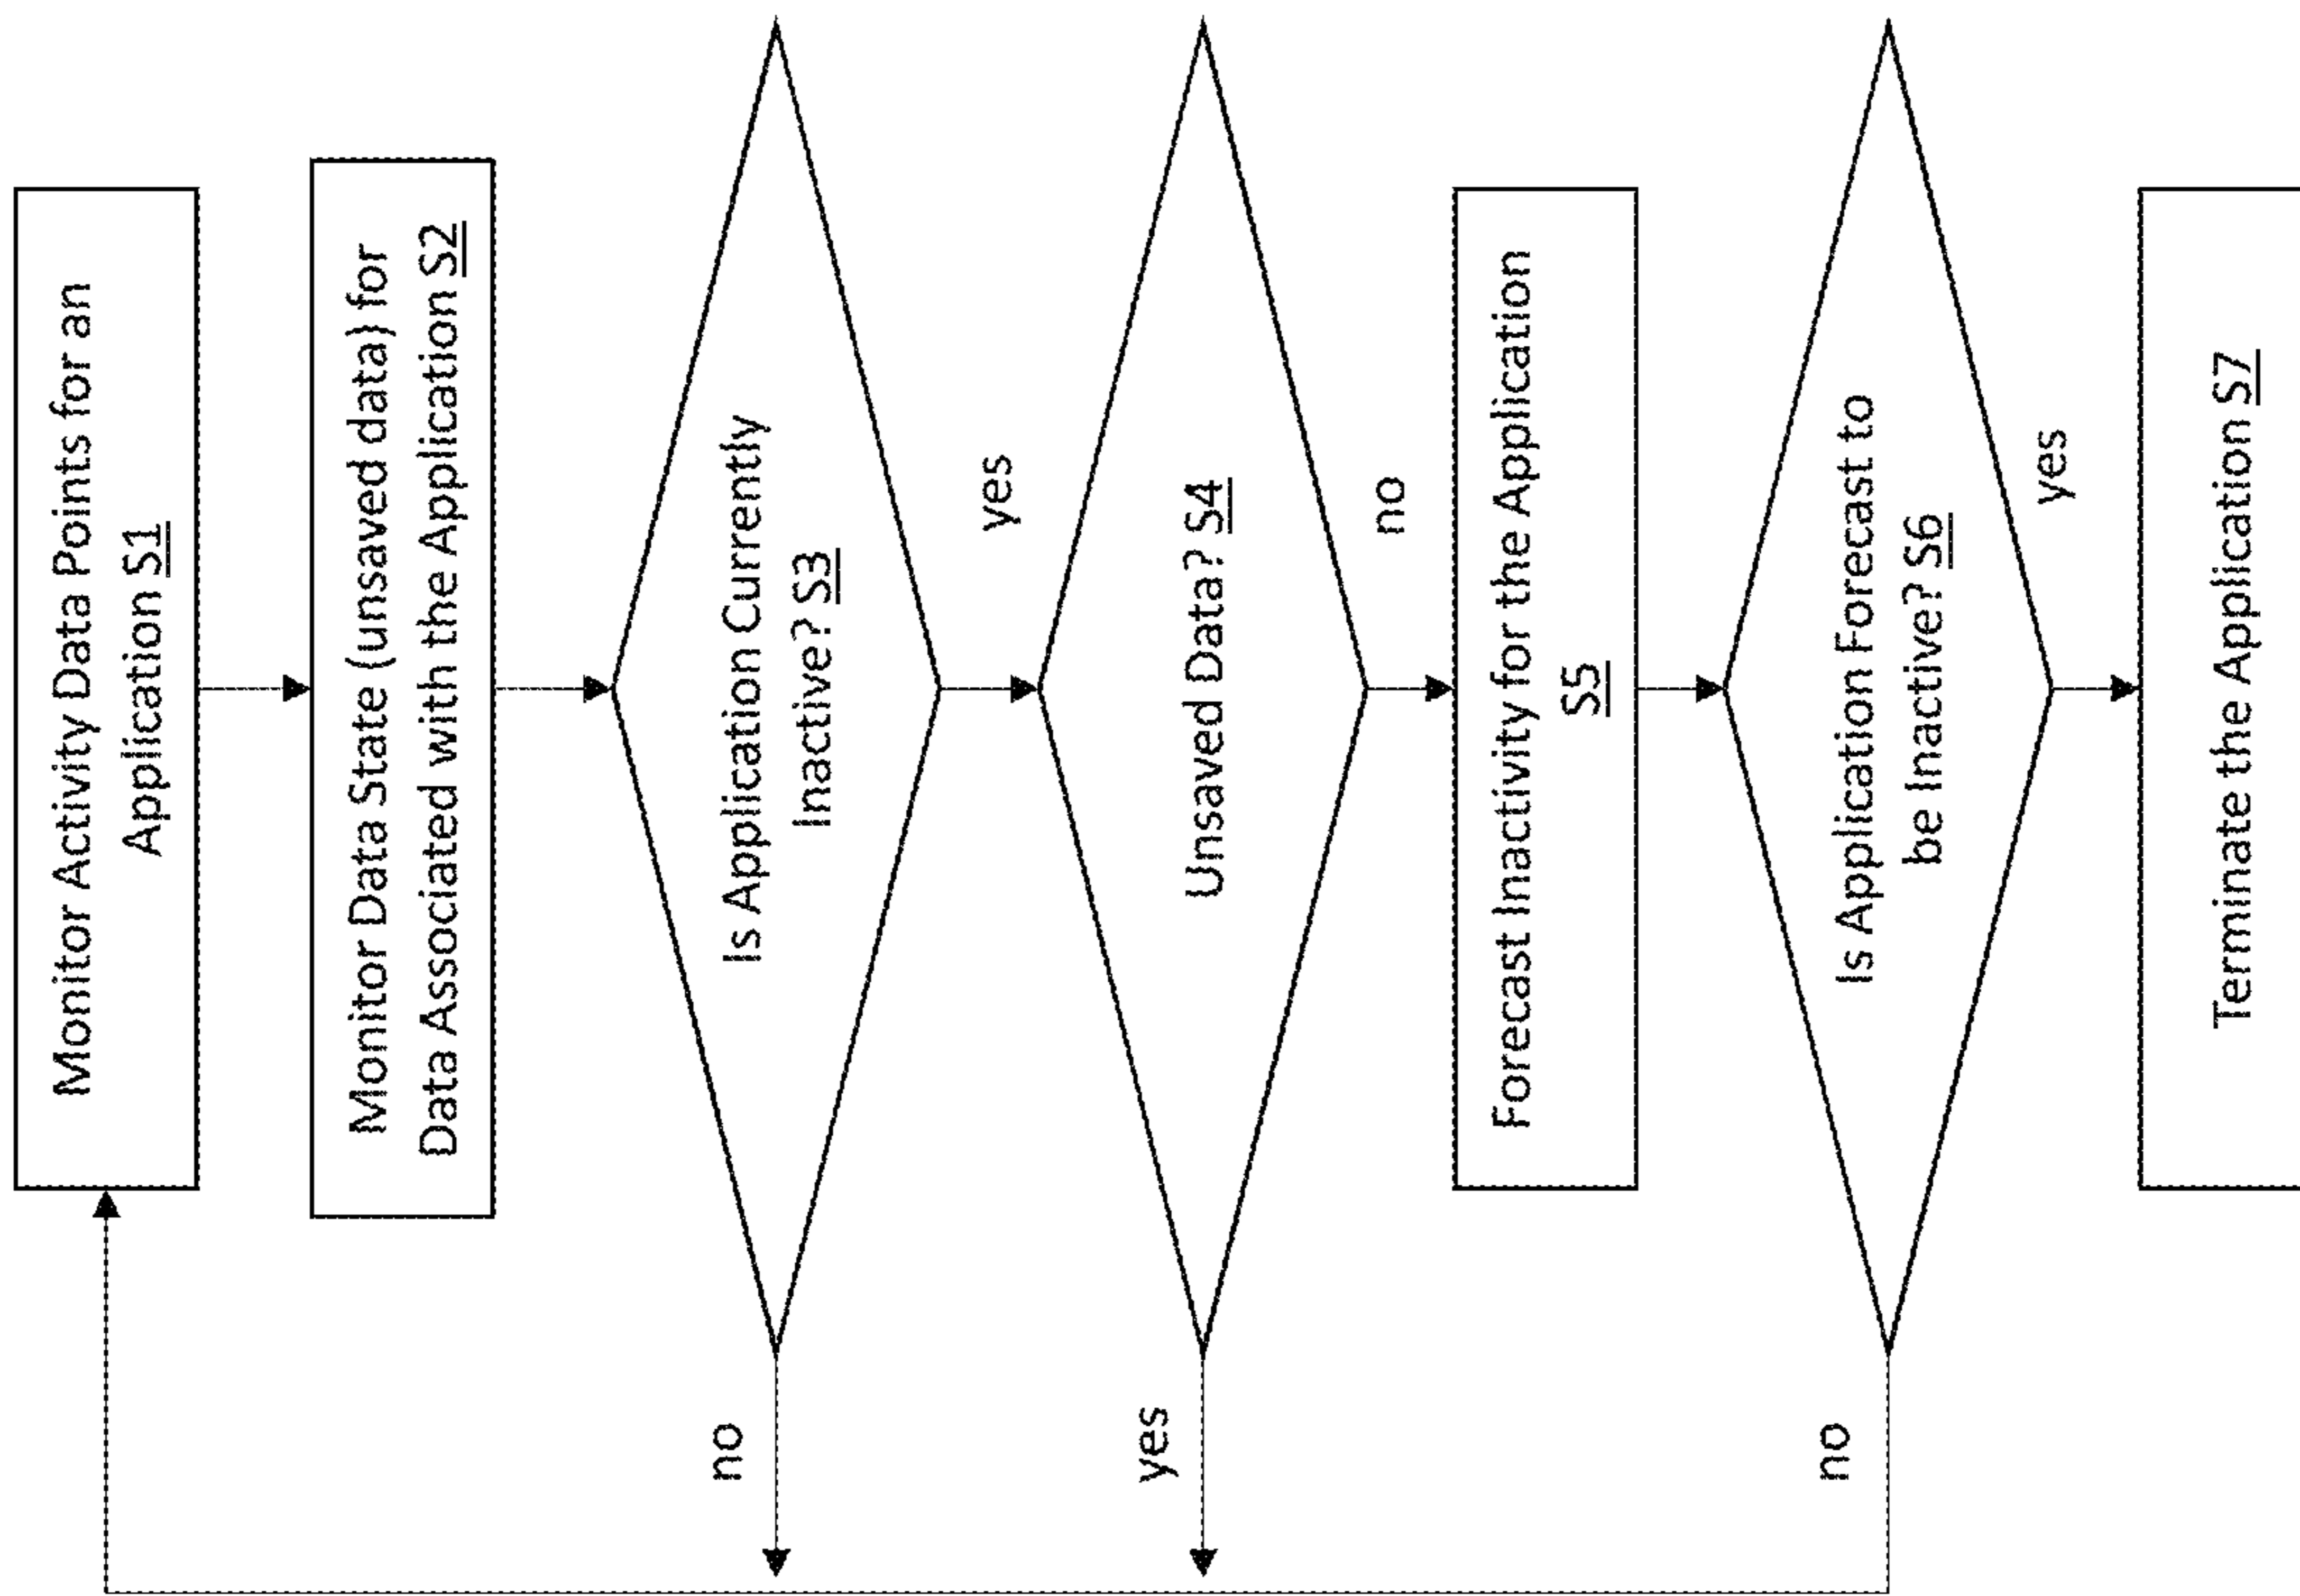 Monitor Activity Data Points for an
Application S1
Monitor Data State (unsaved data) for
Data Associated with the Application S2
Is Application Currently
Inactive? S3
no
yes
Unsaved Data? S4
yes
no
Forecast Inactivity for the Application
S5
Is Application Forecast to
be Inactive? S6
no
yes
Terminate the Application S7